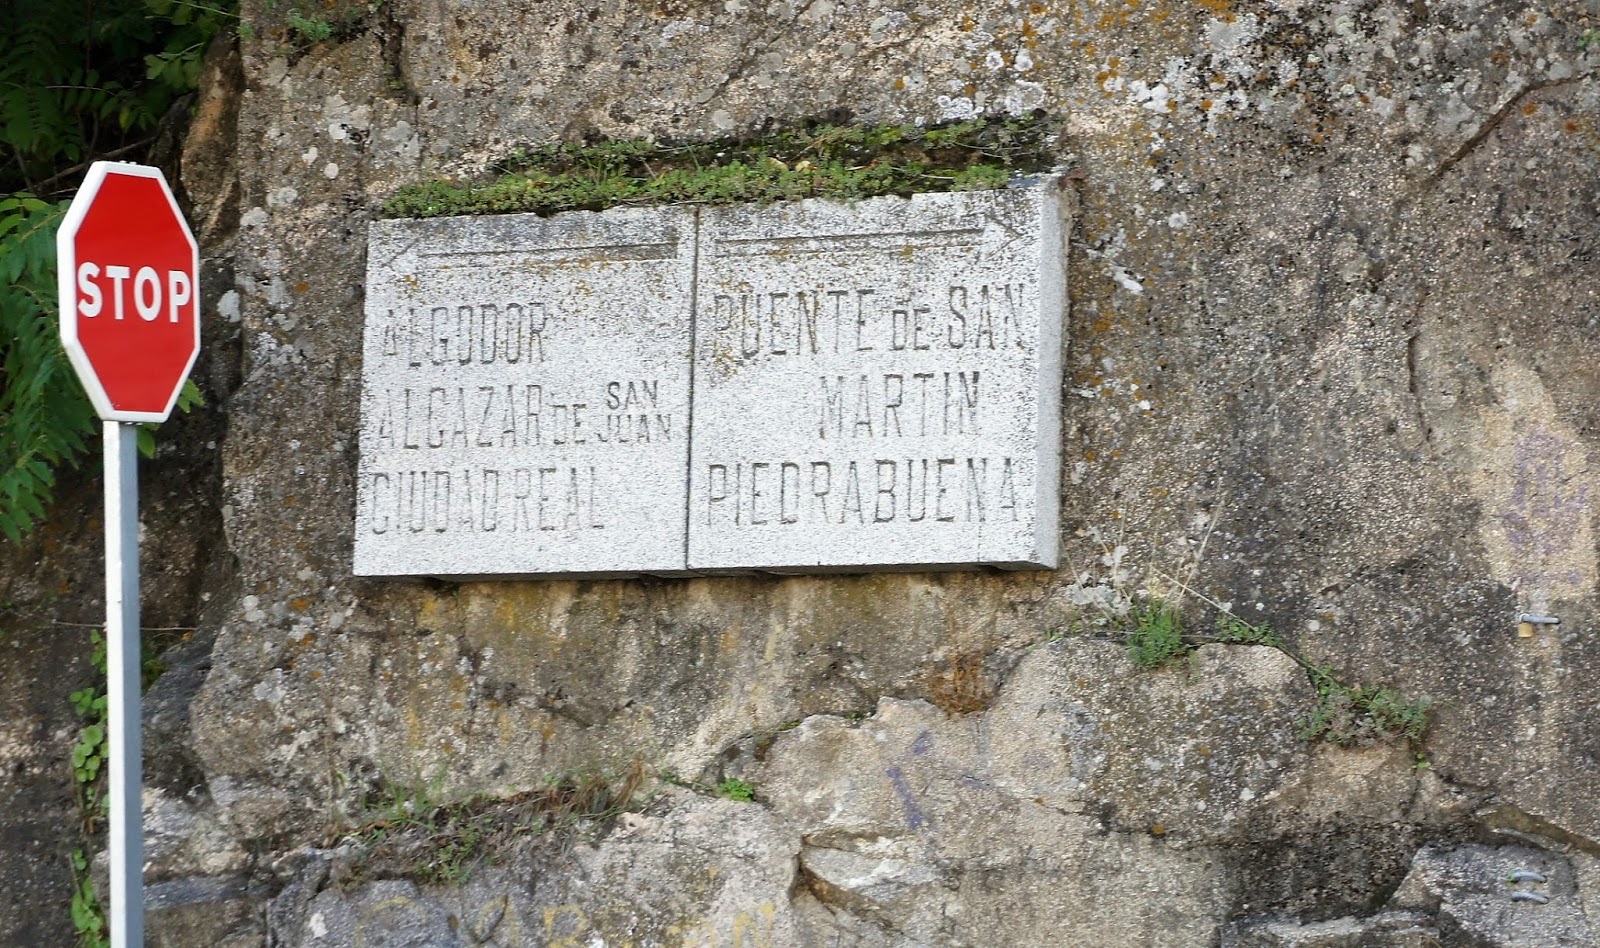 STOP
ALGODOR
ALCAZAR DE SAN JUAN
CIUDAD REAL
PUENTE DE SAN
MARTIN
PIEDRABUENA